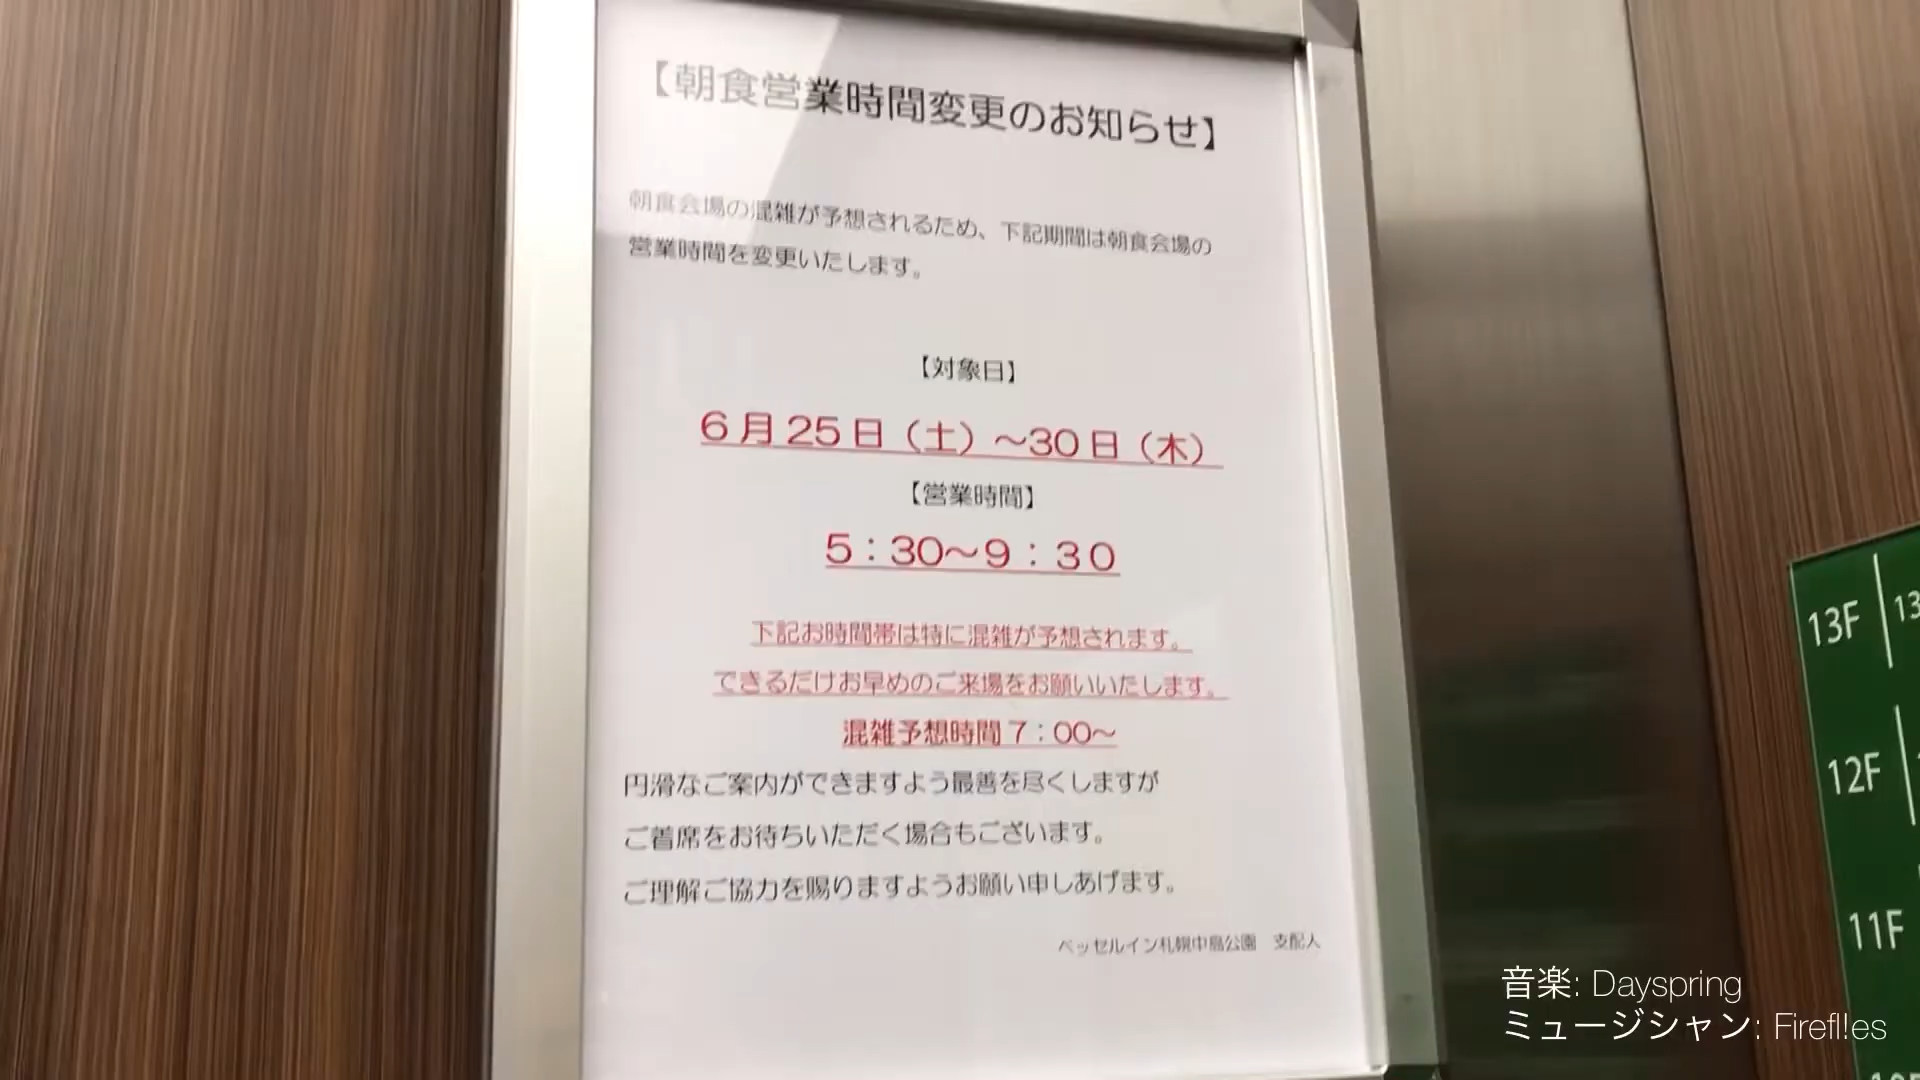 【朝食営業時間変更のお知らせ】
朝食会場の混雑が予想されるため、下記期間は朝食会場の
営業時間を変更いたします。
【対象日】
6月25日（土）～30日（木）
【営業時間】
5：30～9：30
下記お時間帯は特に混雑が予想されます。
できるだけお早めのご来場をお願いいたします。
混雑予想時間7：00～
円滑なご案内ができますよう最善を尽くしますが
ご着席をお待ちいただく場合もございます。
ご理解ご協力を賜りますようお願い申しあげます。
ベッセルイン札幌中島公園　支配人
13F
12F
11F
音楽: Dayspring
ミュージシャン: Firefl!es